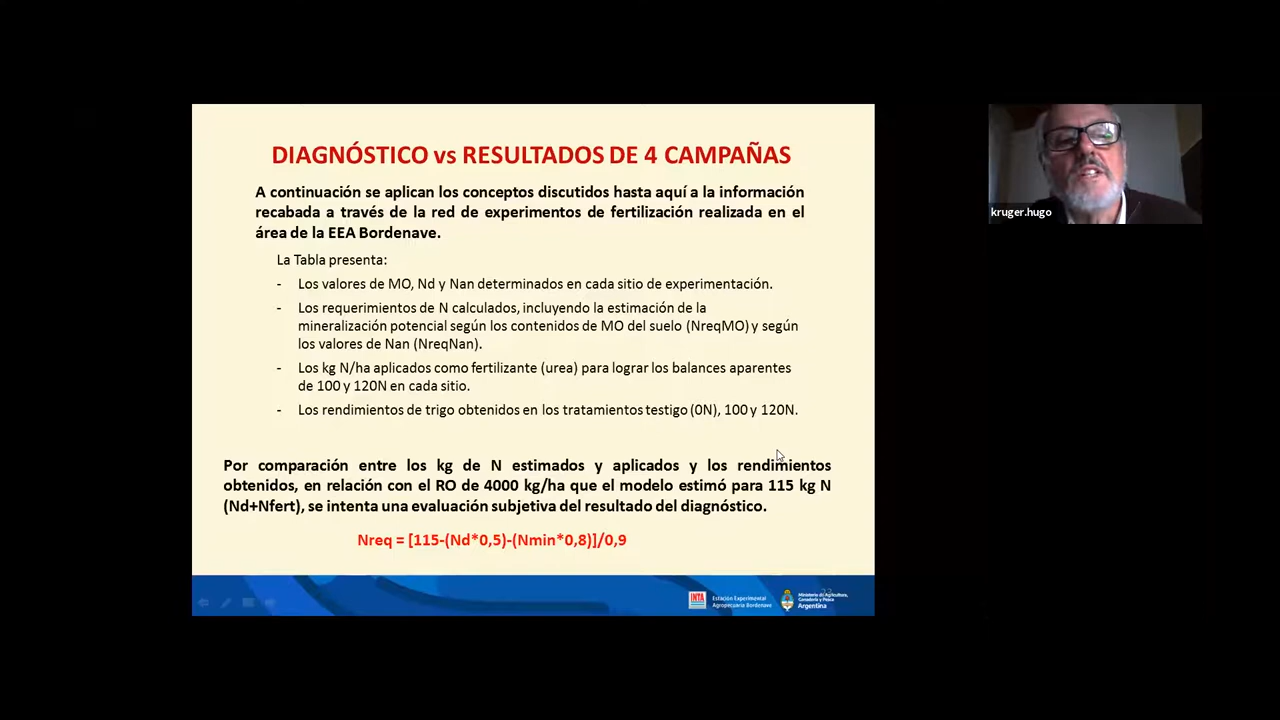 DIAGNÓSTICO vs RESULTADOS DE 4 CAMPAÑAS
A continuación se aplican los conceptos discutidos hasta aquí a la información
recabada a través de la red de experimentos de fertilización realizada en el
área de la EEA Bordenave.
La Tabla presenta:
- Los valores de MO, Nd y Nan determinados en cada sitio de experimentación.
- Los requerimientos de N calculados, incluyendo la estimación de la
mineralización potencial según los contenidos de MO del suelo (NreqMO) y según
los valores de Nan (NreqNan).
- Los kg N/ha aplicados como fertilizante (urea) para lograr los balances aparentes
de 100 y 120N en cada sitio.
- Los rendimientos de trigo obtenidos en los tratamientos testigo (0N), 100 y 120N.
Por comparación entre los kg de N estimados y aplicados y los rendimientos
obtenidos, en relación con el RO de 4000 kg/ha que el modelo estimó para 115 kg N
(Nd+Nfert), se intenta una evaluación subjetiva del resultado del diagnóstico.
Nreq = [115-(Nd*0,5)-(Nmin*0,8)]/0,9
INTA
Estación Experimental
Agropecuaria Bordenave
Ministerio de Agricultura,
Ganadería y Pesca
Argentina
kruger.hugo